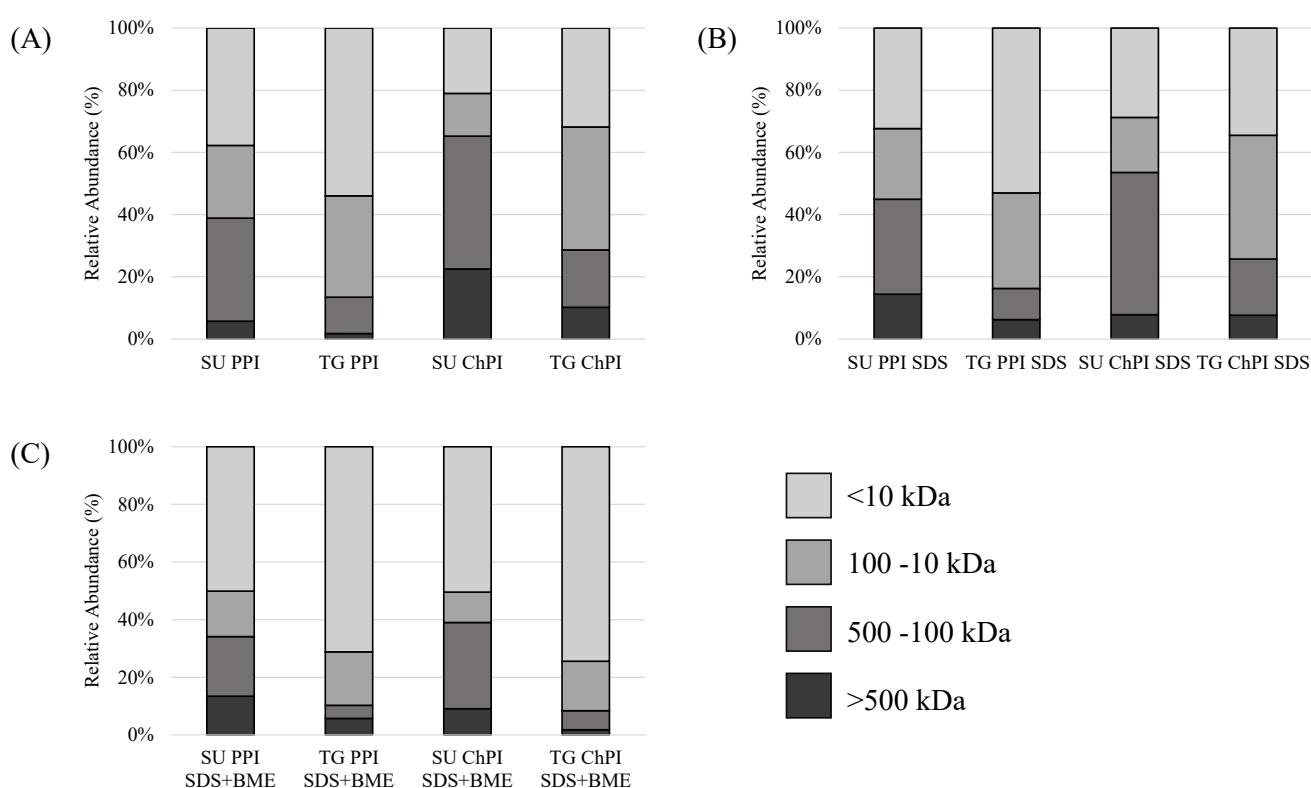 (A)
Relative Abundance (%)
100%
80%
60%
40%
20%
0%
SU PPI TG PPI SU ChPI TG ChPI
(B)
Relative Abundance (%)
100%
80%
60%
40%
20%
0%
SU PPI SDS TG PPI SDS SU ChPI SDS TG ChPI SDS
(C)
Relative Abundance (%)
100%
80%
60%
40%
20%
0%
SU PPI TG PPI SU ChPI TG ChPI
SDS+BME SDS+BME SDS+BME SDS+BME
<10 kDa
100 -10 kDa
500 -100 kDa
>500 kDa